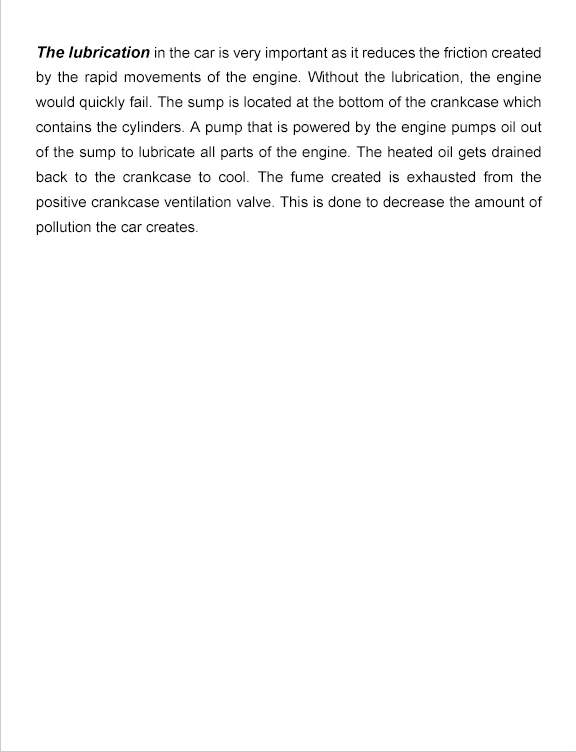 The lubrication in the car is very important as it reduces the friction created
by the rapid movements of the engine. Without the lubrication, the engine
would quickly fail. The sump is located at the bottom of the crankcase which
contains the cylinders. A pump that is powered by the engine pumps oil out
of the sump to lubricate all parts of the engine. The heated oil gets drained
back to the crankcase to cool. The fume created is exhausted from the
positive crankcase ventilation valve. This is done to decrease the amount of
pollution the car creates.